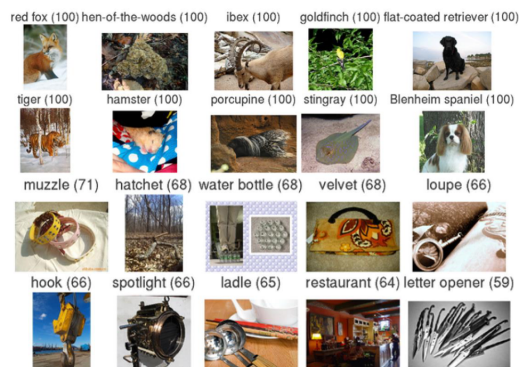 red fox (100) hen-of-the-woods (100) ibex (100) goldfinch (100) flat-coated retriever (100)
tiger (100) hamster (100) porcupine (100) stingray (100) Blenheim spaniel (100)
muzzle (71) hatchet (68) water bottle (68) velvet (68) loupe (66)
hook (66) spotlight (66) ladle (65) restaurant (64) letter opener (59)